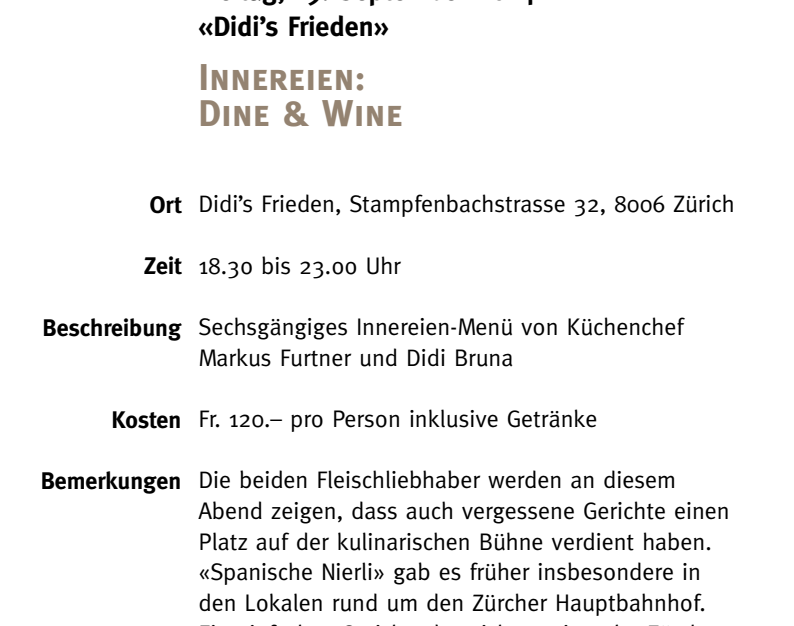 «Didi’s Frieden»
Innereien:
Dine & Wine
Ort Didi’s Frieden, Stampfenbachstrasse 32, 8006 Zürich
Zeit 18.30 bis 23.00 Uhr
Beschreibung Sechsgängiges Innereien-Menü von Küchenchef
Markus Furtner und Didi Bruna
Kosten Fr. 120.– pro Person inklusive Getränke
Bemerkungen Die beiden Fleischliebhaber werden an diesem
Abend zeigen, dass auch vergessene Gerichte einen
Platz auf der kulinarischen Bühne verdient haben.
«Spanische Nierli» gab es früher insbesondere in
den Lokalen rund um den Zürcher Hauptbahnhof.